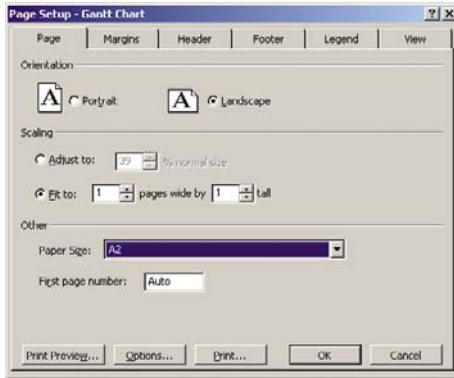 Page Setup - Gantt Chart
Page Margins Header Footer Legend View
Orientation
A Portrait A Landscape
Scaling
Adjust to: 39 % normal size
Fit to: 1 pages wide by 1 tall
Other
Paper Size: A2
First page number: Auto
Print Preview... Options... Print... OK Cancel